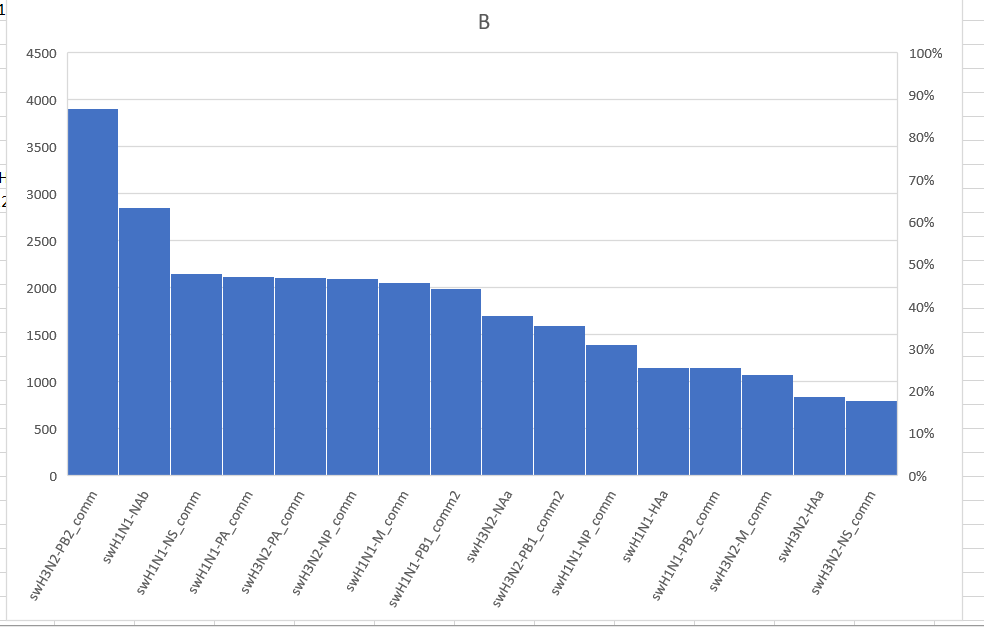 1
B
4500
4000
3500
3000
2500
2000
1500
1000
500
0
100%
90%
80%
70%
60%
50%
40%
30%
20%
10%
0%
H
2
swH3N2-PB2_comm
swH1N1-NAb
swH1N1-NS_comm
swH1N1-PA_comm
swH3N2-PA_comm
swH3N2-NP_comm
swH1N1-M_comm
swH1N1-PB1_comm2
swH3N2-NAa
swH3N2-PB1_comm2
swH1N1-NP_comm
swH1N1-HAa
swH1N1-PB2_comm
swH3N2-M_comm
swH3N2-HAa
swH3N2-NS_comm